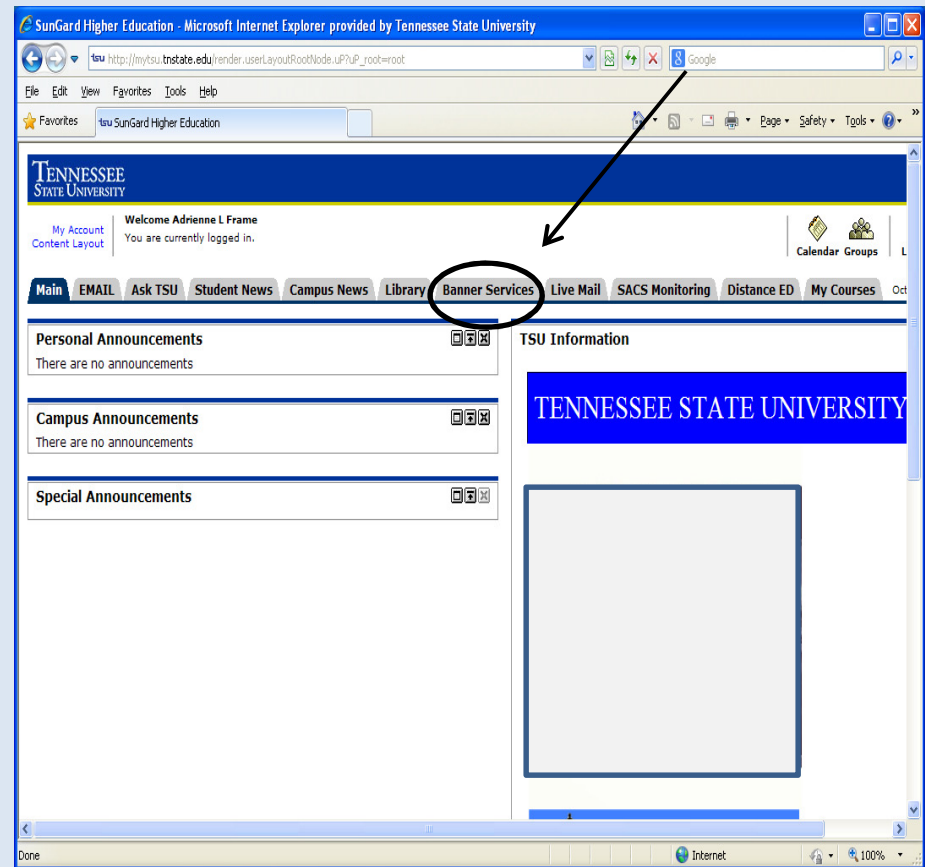 SunGard Higher Education - Microsoft Internet Explorer provided by Tennessee State University
tsu http://mytsu.tnstate.edu/render.userLayoutRootNode.uP?uP_root=root
Google
File Edit View Favorites Tools Help
Favorites tsu SunGard Higher Education
Page Safety Tools
TENNESSEE
STATE UNIVERSITY
My Account
Content Layout
Welcome Adrienne L Frame
You are currently logged in.
Calendar Groups L
Main EMAIL Ask TSU Student News Campus News Library Banner Services Live Mail SACS Monitoring Distance ED My Courses Oct
Personal Announcements
There are no announcements
Campus Announcements
There are no announcements
Special Announcements
TSU Information
TENNESSEE STATE UNIVERSITY
1
Done
Internet
100%